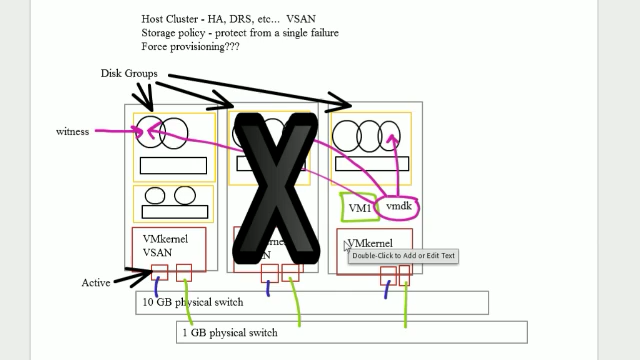 Host Cluster - HA, DRS, etc... VSAN
Storage policy - protect from a single failure
Force provisioning???
Disk Groups
witness
VM1
vmdk
VMkernel
VSAN
VMkernel
Double-Click to Add or Edit Text
Active
10 GB physical switch
1 GB physical switch